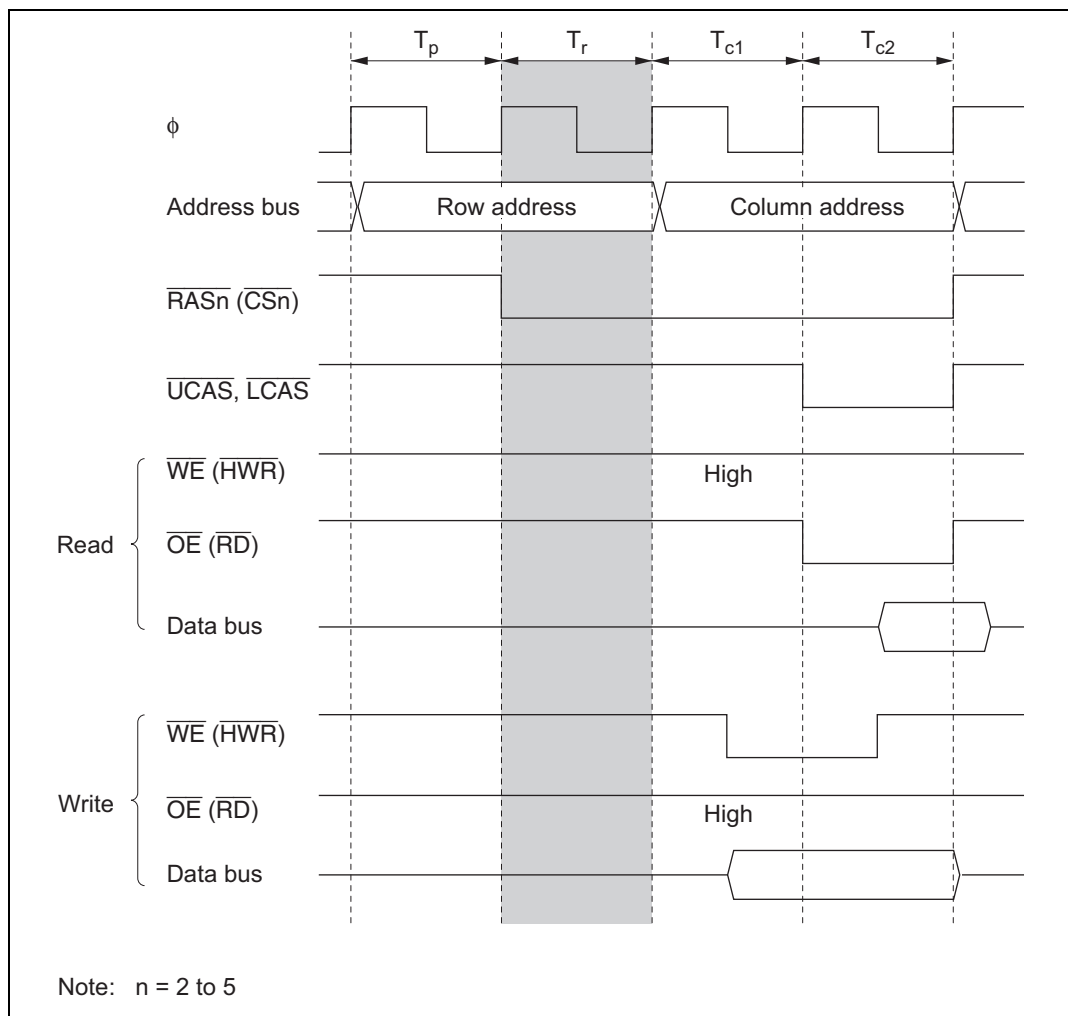 Tp Tr Tc1 Tc2
ϕ
Address bus Row address Column address
RASn (CSn)
UCAS, LCAS
WE (HWR) High
Read OE (RD)
Data bus
WE (HWR)
Write OE (RD) High
Data bus
Note: n = 2 to 5